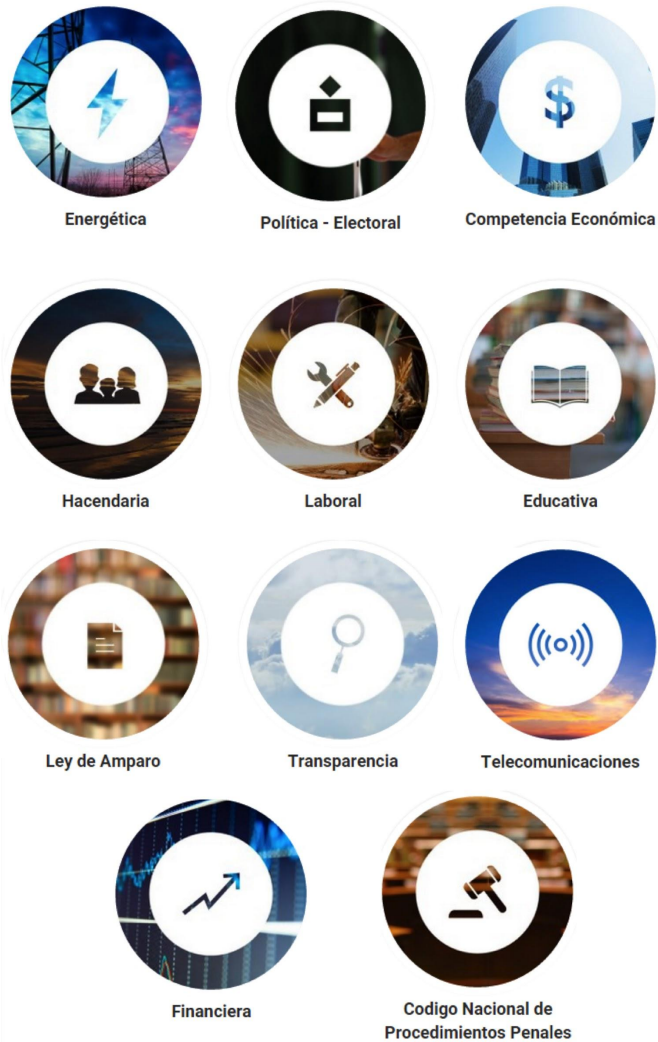 Energética
Política - Electoral
Competencia Económica
Hacendaria
Laboral
Educativa
Ley de Amparo
Transparencia
Telecomunicaciones
Financiera
Codigo Nacional de
Procedimientos Penales